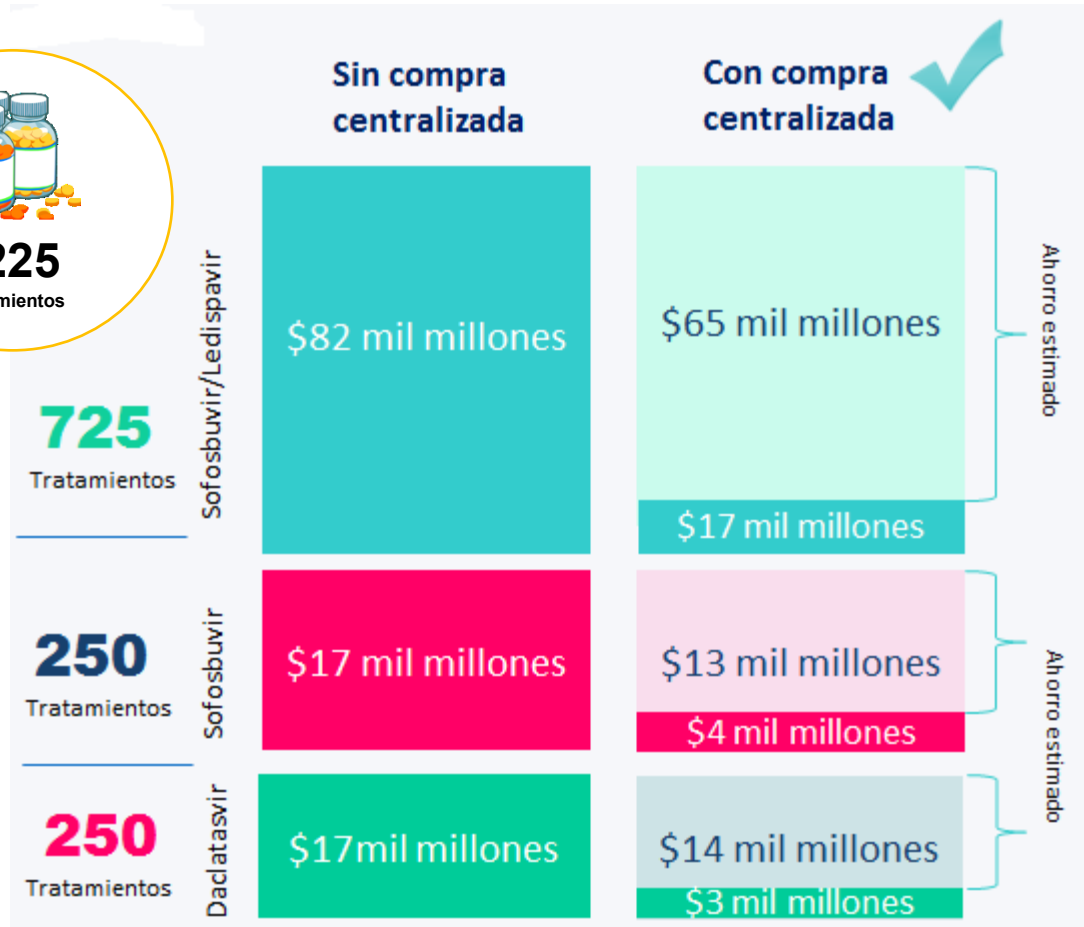 Sin compra
centralizada
Con compra
centralizada
225
mientos
725
Tratamientos
Sofosbuvir/Ledispavir
$82 mil millones
$65 mil millones
$17 mil millones
Ahorro estimado
250
Tratamientos
Sofosbuvir
$17 mil millones
$13 mil millones
$4 mil millones
Ahorro estimado
250
Tratamientos
Daclatasvir
$17mil millones
$14 mil millones
$3 mil millones